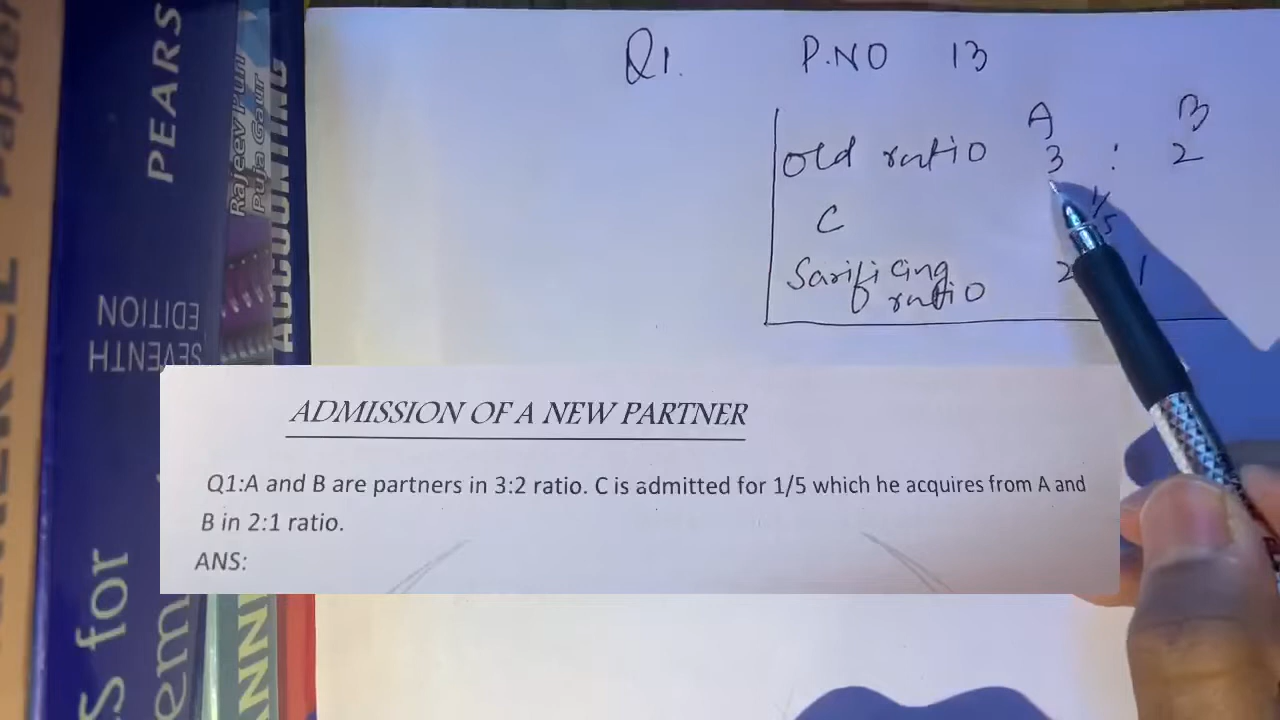 PEARS
SEVENTH
EDITION
Rajeev Puri
Puja Gaur
ACCOUNTING
Q1. P.NO 13
A B
Old ratio 3 : 2
C 1/5
Sarificing 2 1
ratio
ADMISSION OF A NEW PARTNER
Q1:A and B are partners in 3:2 ratio. C is admitted for 1/5 which he acquires from A and
B in 2:1 ratio.
ANS:
for